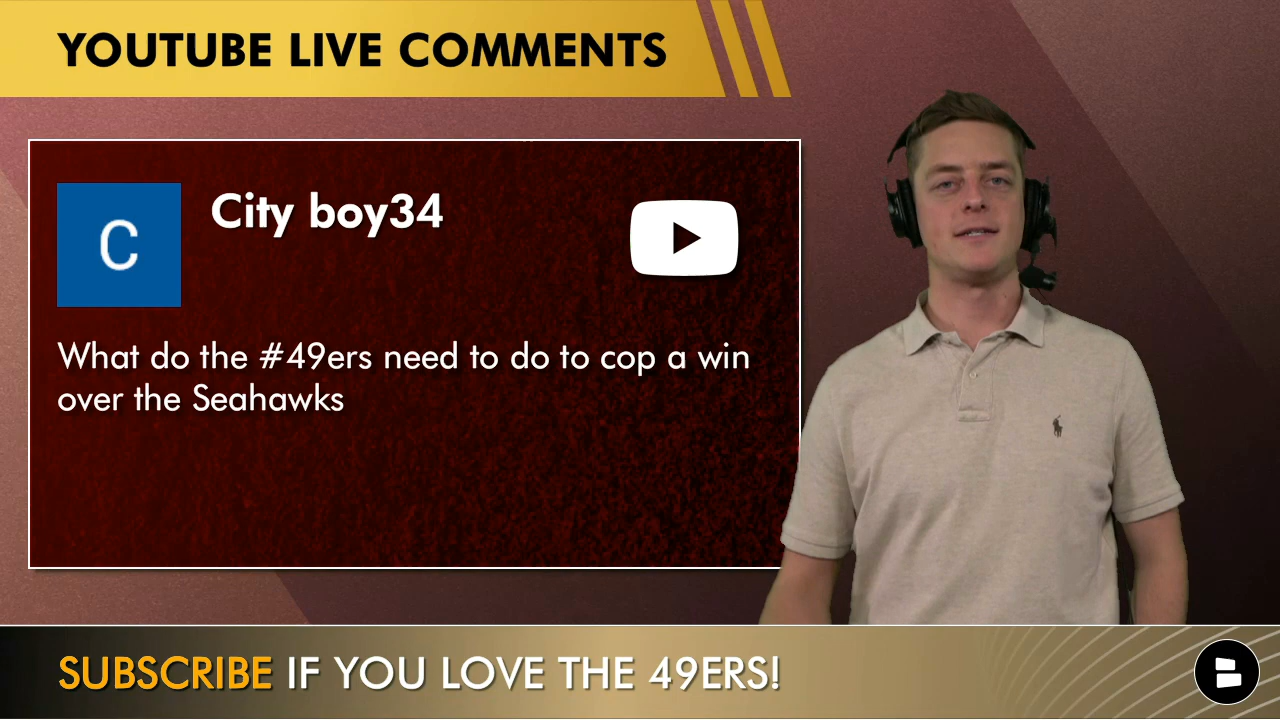 YOUTUBE LIVE COMMENTS
C
City boy34
What do the #49ers need to do to cop a win
over the Seahawks
SUBSCRIBE IF YOU LOVE THE 49ERS!